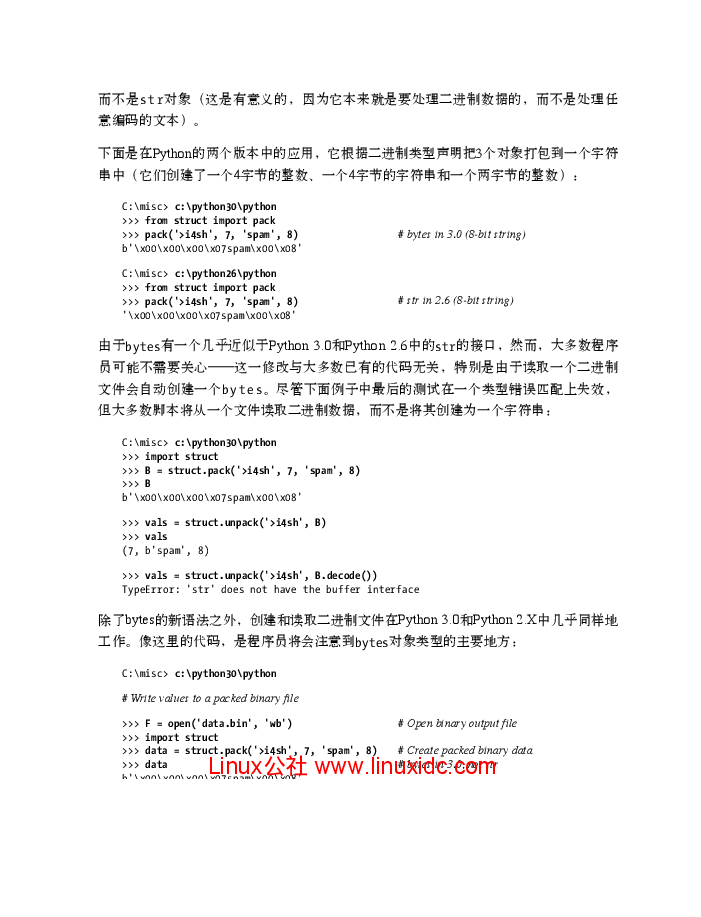 而不是str对象（这是有意义的，因为它本来就是要处理二进制数据的，而不是处理任
意编码的文本）。
下面是在Python的两个版本中的应用，它根据二进制类型声明把3个对象打包到一个字符
串中（它们创建了一个4字节的整数、一个4字节的字符串和一个两字节的整数）：
C:\misc> c:\python30\python
>>> from struct import pack
>>> pack('>i4sh', 7, 'spam', 8) # bytes in 3.0 (8-bit string)
b'\x00\x00\x00\x07spam\x00\x08'
C:\misc> c:\python26\python
>>> from struct import pack
>>> pack('>i4sh', 7, 'spam', 8) # str in 2.6 (8-bit string)
'\x00\x00\x00\x07spam\x00\x08'
由于bytes有一个几乎近似于Python 3.0和Python 2.6中的str的接口，然而，大多数程序
员可能不需要关心——这一修改与大多数已有的代码无关，特别是由于读取一个二进制
文件会自动创建一个bytes。尽管下面例子中最后的测试在一个类型错误匹配上失效，
但大多数脚本将从一个文件读取二进制数据，而不是将其创建为一个字符串：
C:\misc> c:\python30\python
>>> import struct
>>> B = struct.pack('>i4sh', 7, 'spam', 8)
>>> B
b'\x00\x00\x00\x07spam\x00\x08'
>>> vals = struct.unpack('>i4sh', B)
>>> vals
(7, b'spam', 8)
>>> vals = struct.unpack('>i4sh', B.decode())
TypeError: 'str' does not have the buffer interface
除了bytes的新语法之外，创建和读取二进制文件在Python 3.0和Python 2.X中几乎同样地
工作。像这里的代码，是程序员将会注意到bytes对象类型的主要地方：
C:\misc> c:\python30\python
# Write values to a packed binary file
>>> F = open('data.bin', 'wb') # Open binary output file
>>> import struct
>>> data = struct.pack('>i4sh', 7, 'spam', 8) # Create packed binary data
>>> data
Linux公社 www.linuxidc.com
b'\x00\x00\x00\x07spam\x00\x08'